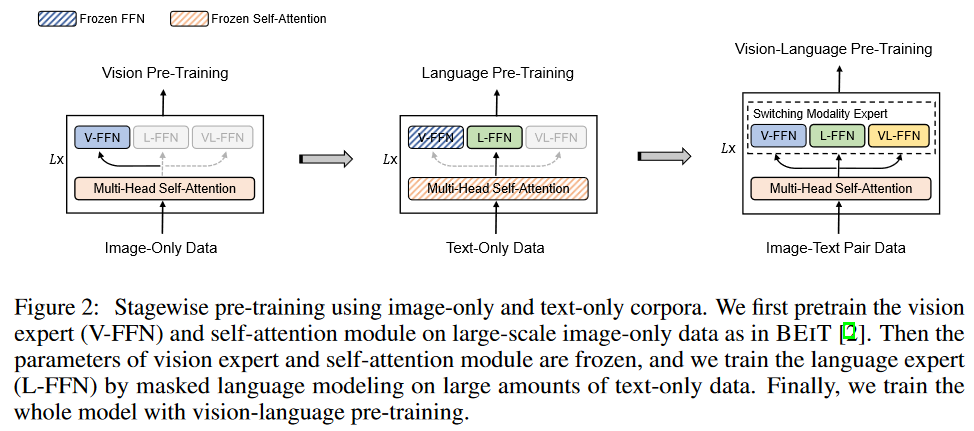 Frozen FFN
Frozen Self-Attention
Vision Pre-Training
Language Pre-Training
Vision-Language Pre-Training
V-FFN
L-FFN
VL-FFN
Lx
Multi-Head Self-Attention
Image-Only Data
V-FFN
L-FFN
VL-FFN
Lx
Multi-Head Self-Attention
Text-Only Data
Switching Modality Expert
V-FFN
L-FFN
VL-FFN
Lx
Multi-Head Self-Attention
Image-Text Pair Data
Figure 2: Stagewise pre-training using image-only and text-only corpora. We first pretrain the vision
expert (V-FFN) and self-attention module on large-scale image-only data as in BEIT [2]. Then the
parameters of vision expert and self-attention module are frozen, and we train the language expert
(L-FFN) by masked language modeling on large amounts of text-only data. Finally, we train the
whole model with vision-language pre-training.